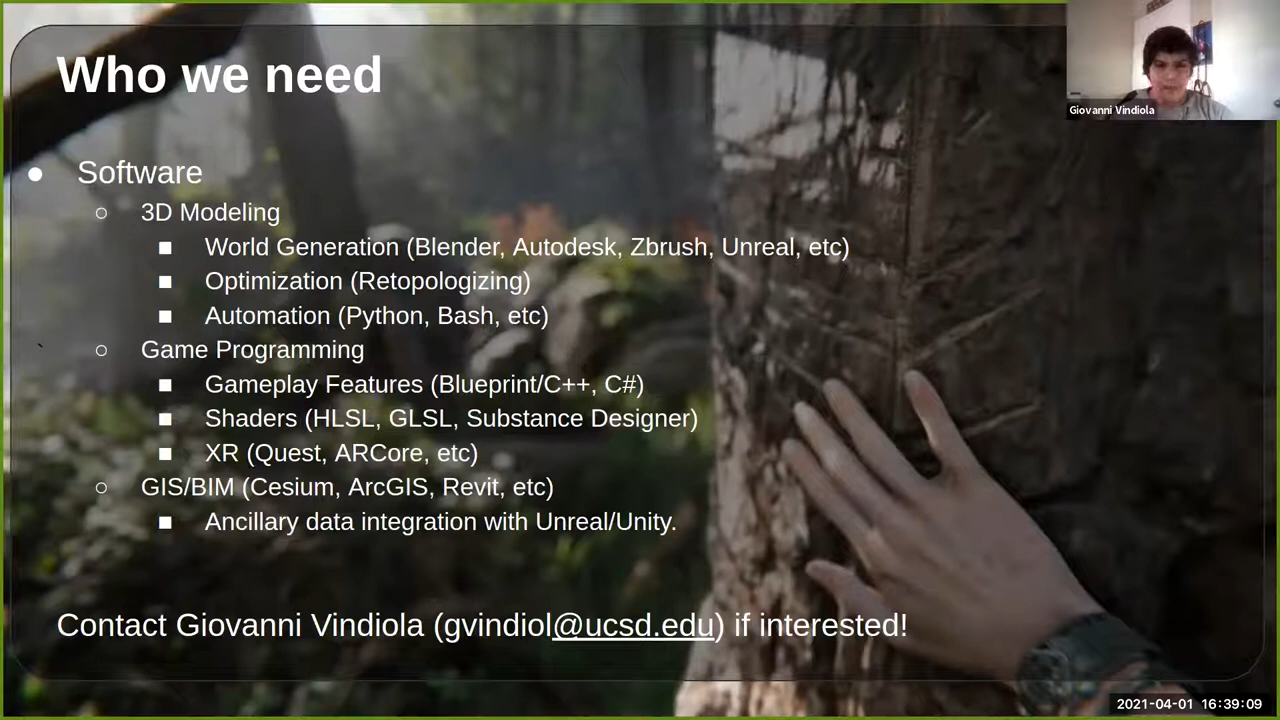 Who we need
Giovanni Vindiola
Software
3D Modeling
World Generation (Blender, Autodesk, Zbrush, Unreal, etc)
Optimization (Retopologizing)
Automation (Python, Bash, etc)
Game Programming
Gameplay Features (Blueprint/C++, C#)
Shaders (HLSL, GLSL, Substance Designer)
XR (Quest, ARCore, etc)
GIS/BIM (Cesium, ArcGIS, Revit, etc)
Ancillary data integration with Unreal/Unity.
Contact Giovanni Vindiola (gvindiol@ucsd.edu) if interested!
2021-04-01 16:39:09